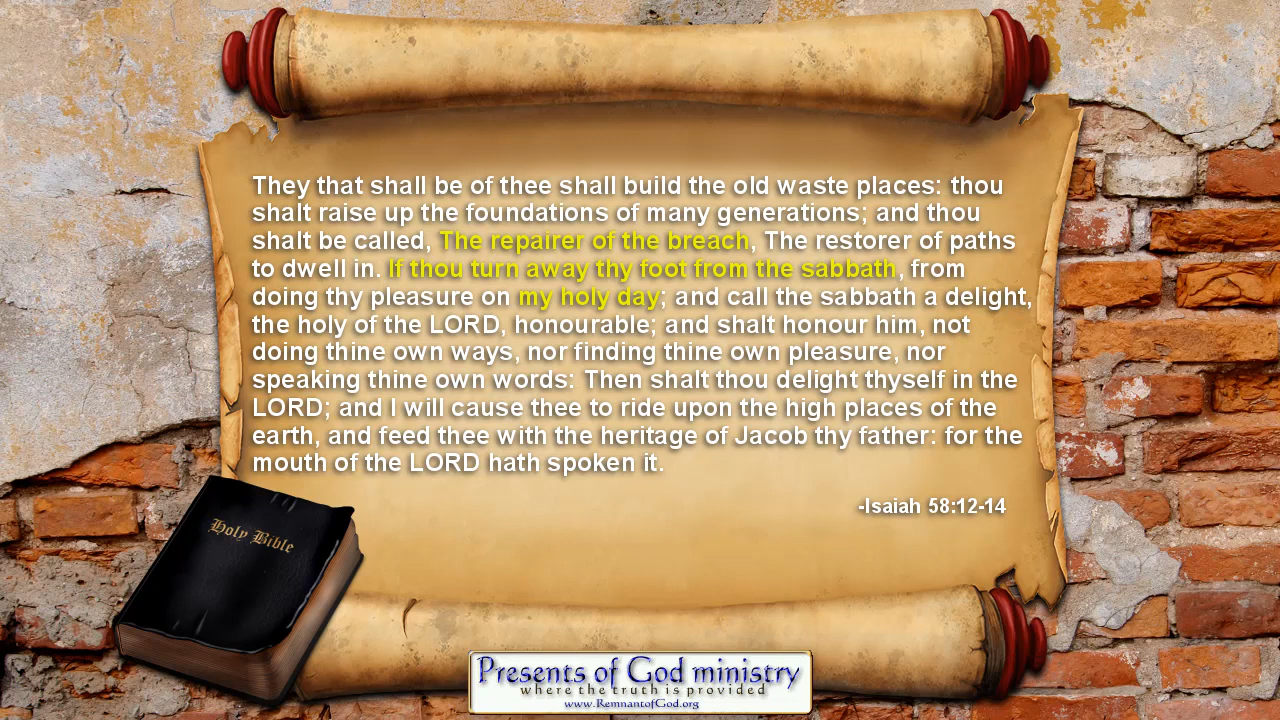 They that shall be of thee shall build the old waste places: thou
shalt raise up the foundations of many generations; and thou
shalt be called, The repairer of the breach, The restorer of paths
to dwell in. If thou turn away thy foot from the sabbath, from
doing thy pleasure on my holy day; and call the sabbath a delight,
the holy of the LORD, honourable; and shalt honour him, not
doing thine own ways, nor finding thine own pleasure, nor
speaking thine own words: Then shalt thou delight thyself in the
LORD; and I will cause thee to ride upon the high places of the
earth, and feed thee with the heritage of Jacob thy father: for the
mouth of the LORD hath spoken it.
-Isaiah 58:12-14
Holy Bible
Presents of God ministry
where the truth is provided
www.RemnantofGod.org